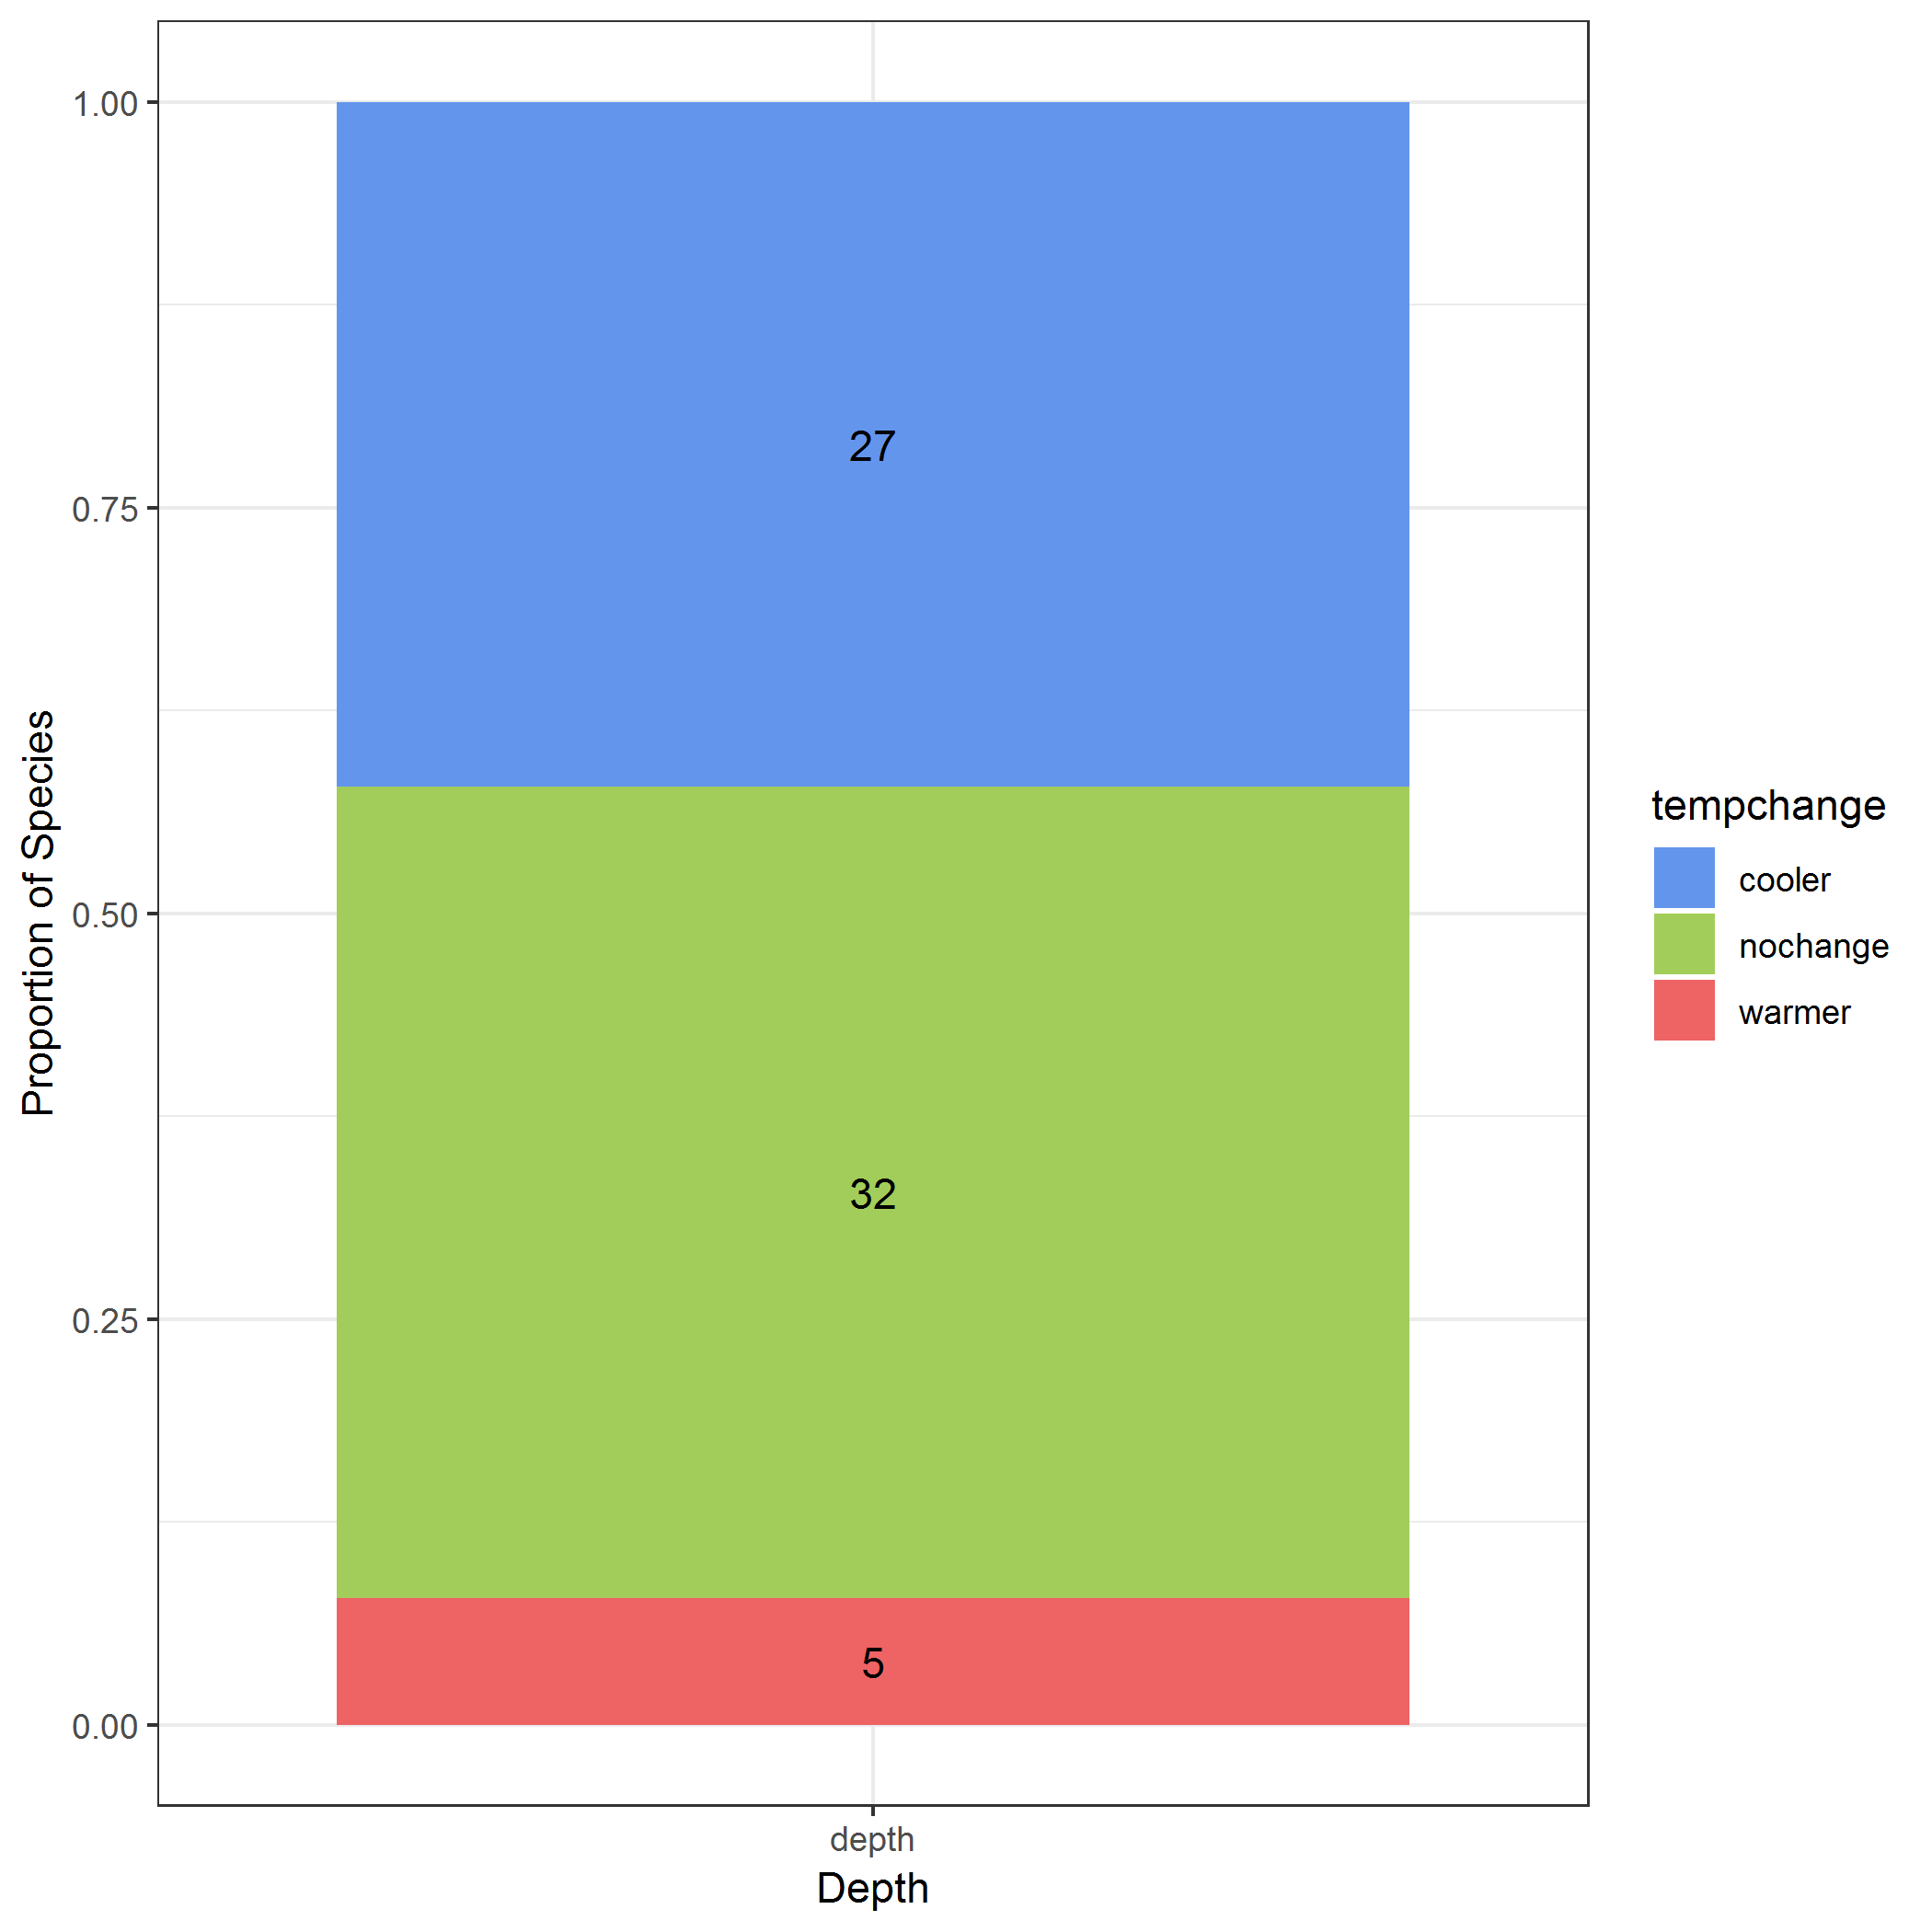 1.00
0.75
0.50
0.25
0.00
Proportion of Species
27
32
5
depth
Depth
tempchange
cooler
nochange
warmer